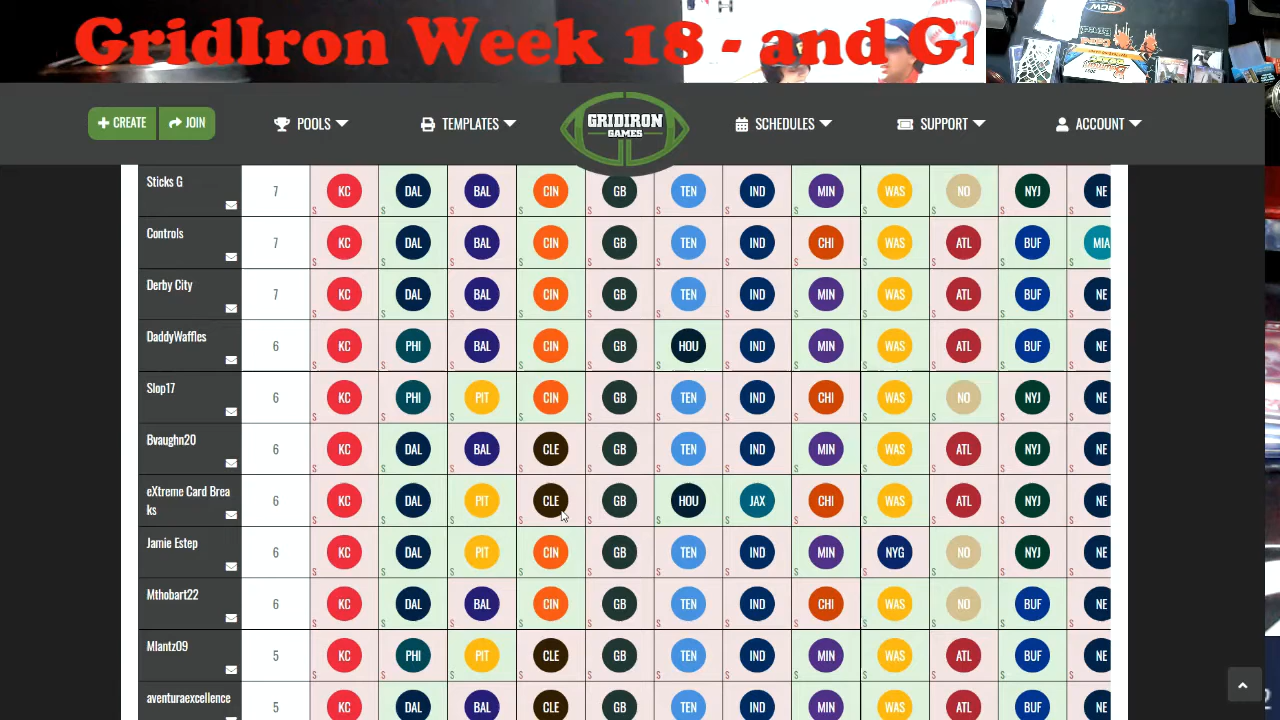 GridIron Week 18 - and G
CREATE JOIN POOLS TEMPLATES GRIDIRON GAMES SCHEDULES SUPPORT ACCOUNT
Sticks G 7 KC DAL BAL CIN GB TEN IND MIN WAS NO NYJ NE
S S S S S S S S S S S
Controls 7 KC DAL BAL CIN GB TEN IND CHI WAS ATL BUF MIA
S S S S S S S S S S S
Derby City 7 KC DAL BAL CIN GB TEN IND MIN WAS ATL BUF NE
S S S S S S S S S S S
DaddyWaffles 6 KC PHI BAL CIN GB HOU IND MIN WAS ATL BUF NE
S S S S S S S S S S S
Slop17 6 KC PHI PIT CIN GB TEN IND CHI WAS NO NYJ NE
S S S S S S S S S S S
Bvaughn20 6 KC DAL BAL CLE GB TEN IND MIN WAS ATL NYJ NE
S S S S S S S S S S S
eXtreme Card Brea
ks 6 KC DAL PIT CLE GB HOU JAX CHI WAS ATL NYJ NE
S S S S S S S S S S S
Jamie Estep 6 KC DAL PIT CIN GB TEN IND MIN NYG NO NYJ NE
S S S S S S S S S S S
Mthobart22 6 KC DAL BAL CIN GB TEN IND CHI WAS NO BUF NE
S S S S S S S S S S S
Mlantz09 5 KC PHI PIT CLE GB TEN IND MIN WAS ATL BUF NE
S S S S S S S S S S S
aventuraexcellence 5 KC DAL BAL CLE GB TEN IND MIN WAS ATL BUF NE